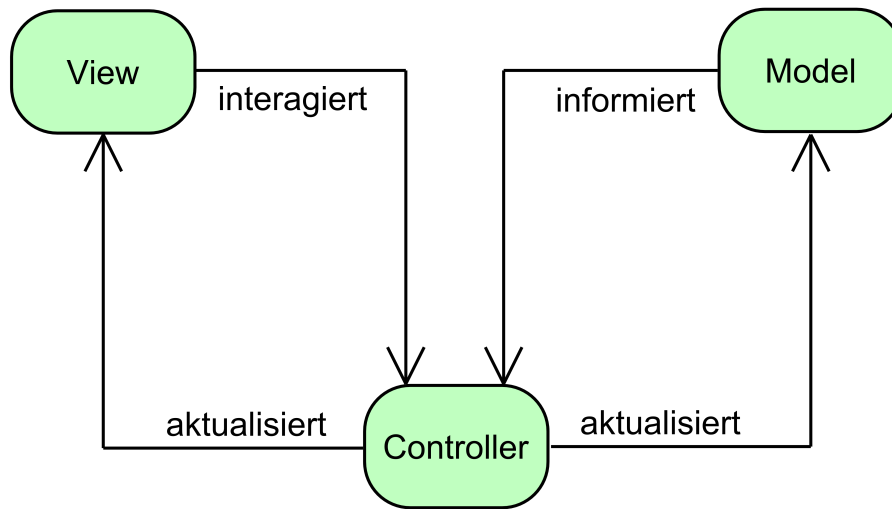 View
Model
interagiert
informiert
aktualisiert
aktualisiert
Controller